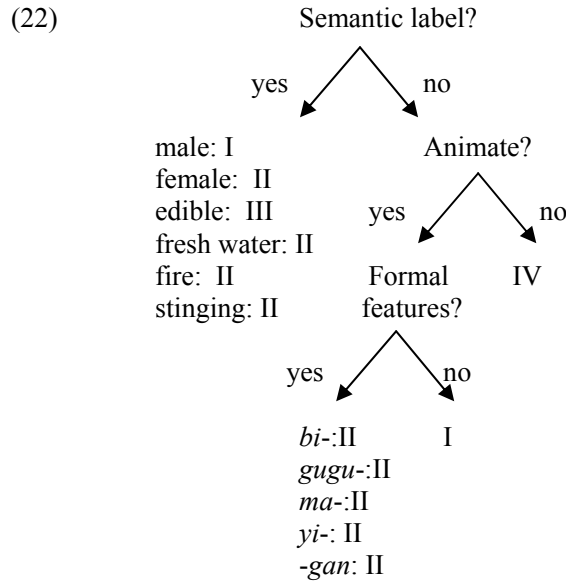 (22) Semantic label?
yes no
male: I Animate?
female: II
edible: III yes no
fresh water: II
fire: II Formal IV
stinging: II features?
yes no
bi-:II I
gugu-:II
ma-:II
yi-: II
-gan: II